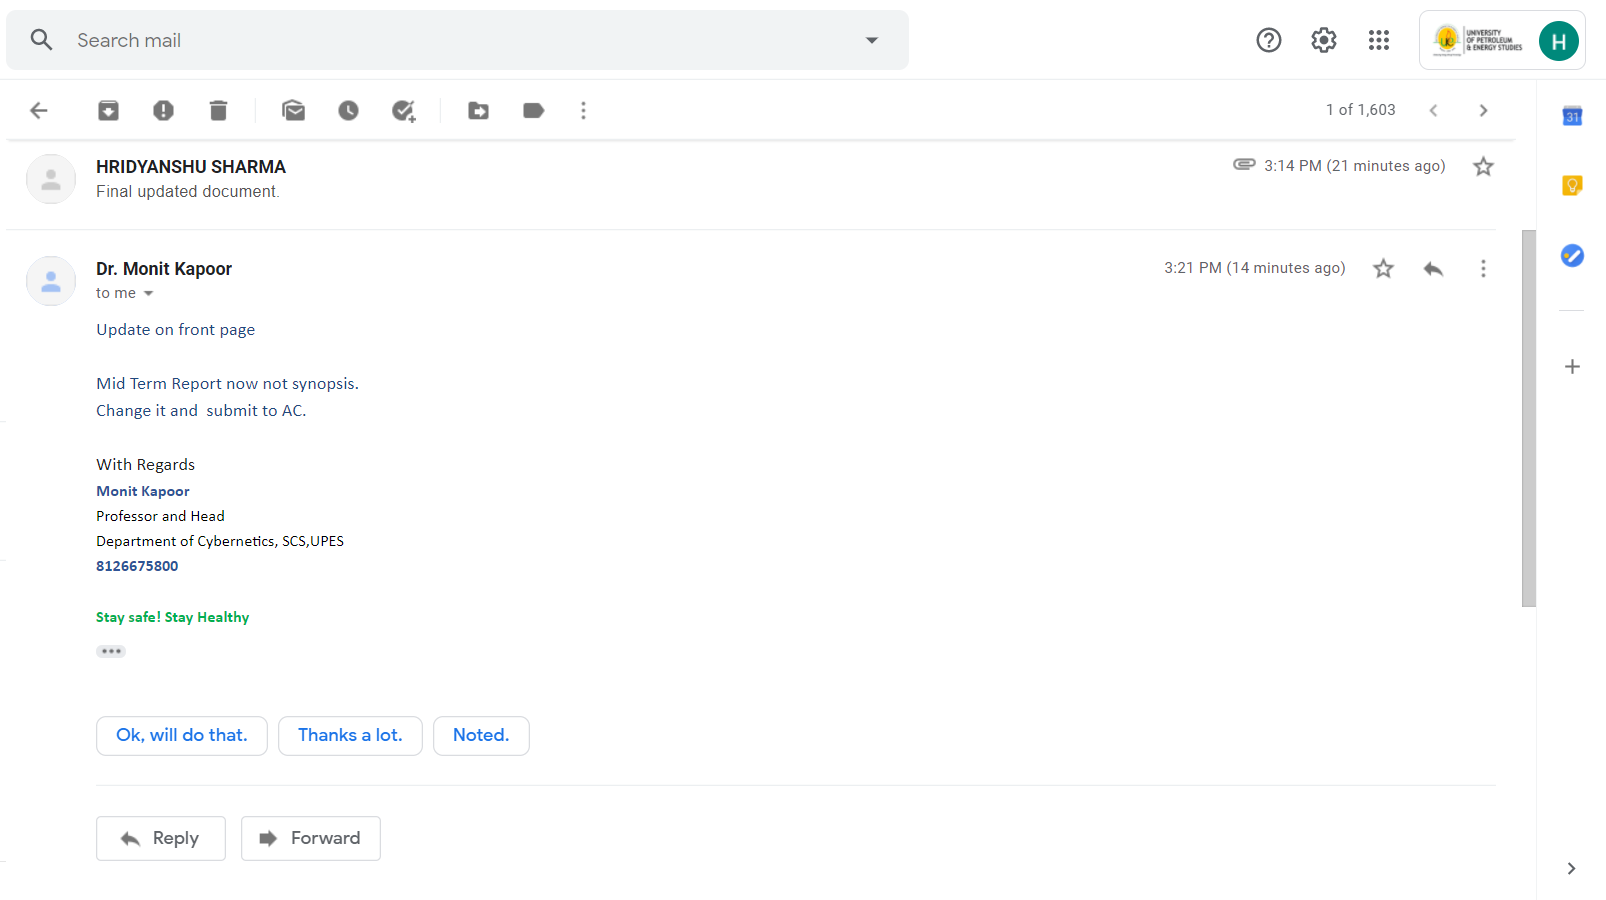 Search mail
UNIVERSITY
OF PETROLEUM
& ENERGY STUDIES
H
1 of 1,603
31
HRIDYANSHU SHARMA
3:14 PM (21 minutes ago)
Final updated document.
Dr. Monit Kapoor
3:21 PM (14 minutes ago)
to me
Update on front page
Mid Term Report now not synopsis.
Change it and  submit to AC.
With Regards
Monit Kapoor
Professor and Head
Department of Cybernetics, SCS,UPES
8126675800
Stay safe! Stay Healthy
Ok, will do that.
Thanks a lot.
Noted.
Reply
Forward